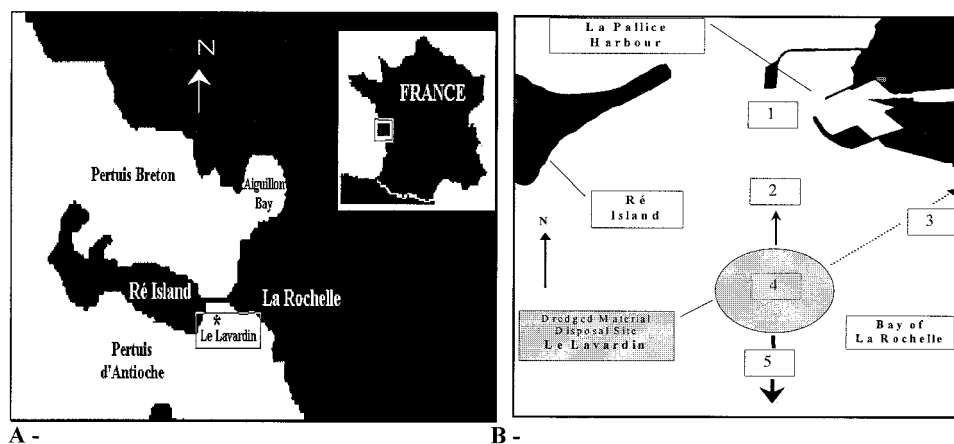 N
FRANCE
Pertuis Breton
Aiguillon
Bay
Ré Island
La Rochelle
*
Le Lavardin
Pertuis
d'Antioche
A -
La Pallice
Harbour
1
2
3
Ré
Island
N
4
Dredged Material
Disposal Site
Le Lavardin
Bay of
La Rochelle
5
B -